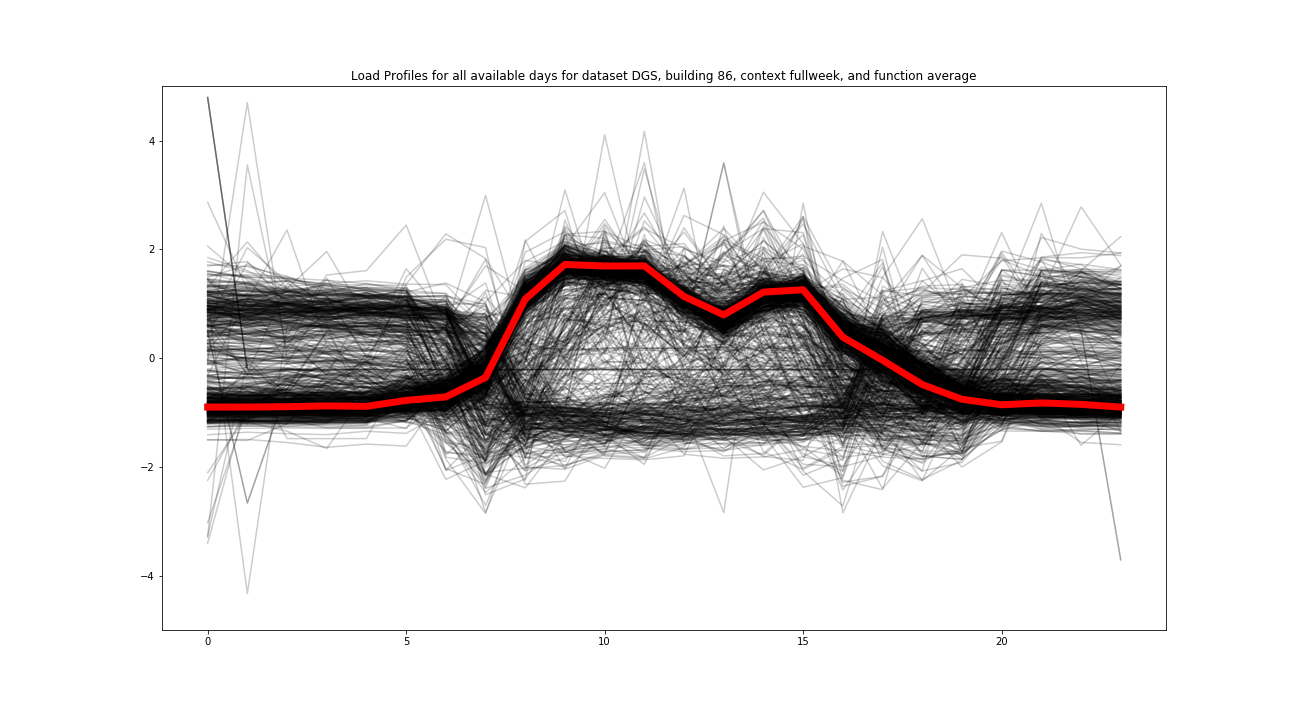 Load Profiles for all available days for dataset DGS, building 86, context fullweek, and function average
4
2
0
−2
−4
0 5 10 15 20